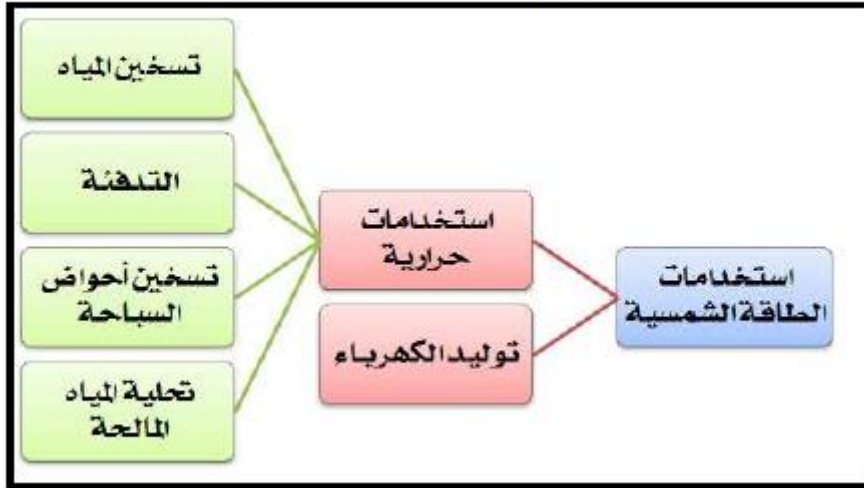 استخدامات
الطاقة الشمسية
استخدامات
حرارية
توليد الكهرباء
تسخين المياه
التدفئة
تسخين أحواض
السباحة
تحلية المياه
المالحة